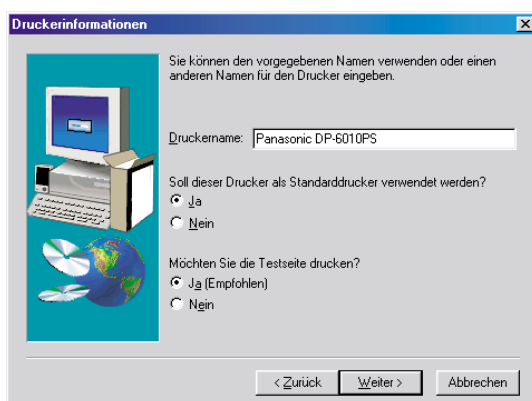 Druckerinformationen
Sie können den vorgegebenen Namen verwenden oder einen
anderen Namen für den Drucker eingeben.
Druckername: Panasonic DP-6010PS
Soll dieser Drucker als Standarddrucker verwendet werden?
Ja
Nein
Möchten Sie die Testseite drucken?
Ja (Empfohlen)
Nein
< Zurück Weiter > Abbrechen